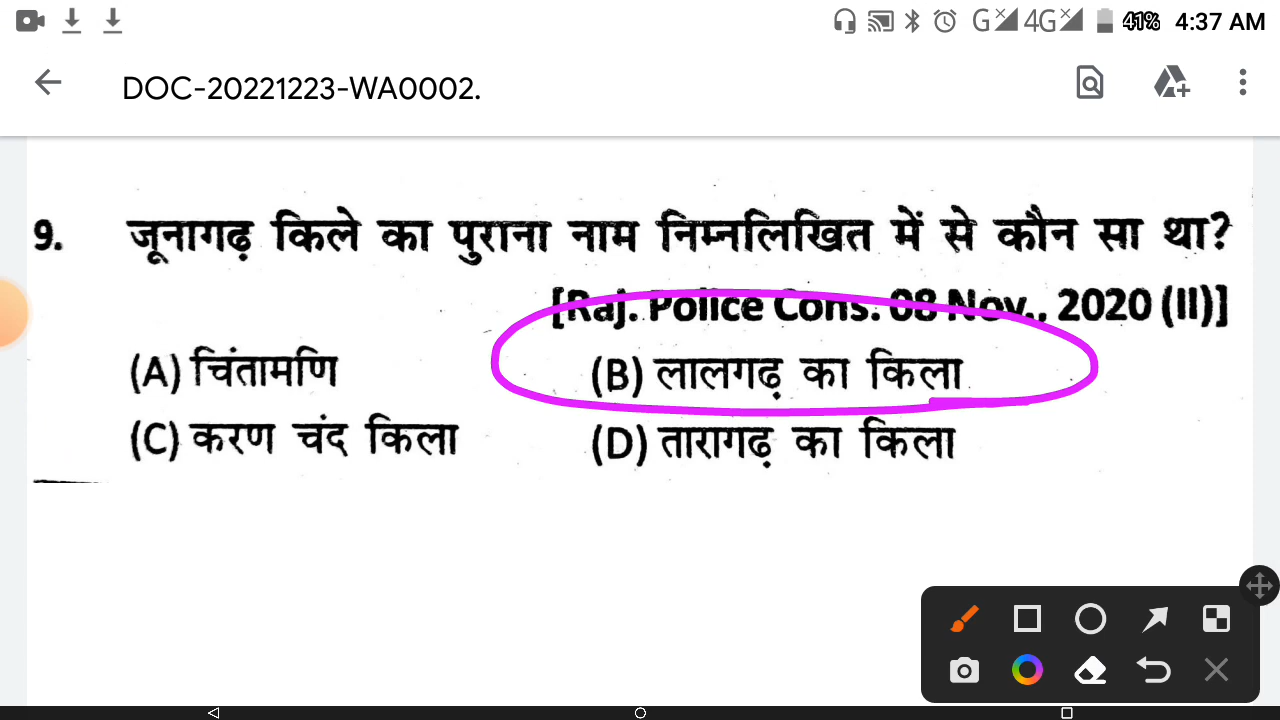 41% 4:37 AM
DOC-20221223-WA0002.
9. जूनागढ़ किले का पुराना नाम निम्नलिखित में से कौन सा था?
[Raj. Police Cons. 08 Nov., 2020 (II)]
(A) चिंतामणि (B) लालगढ़ का किला
(C) करण चंद किला (D) तारागढ़ का किला